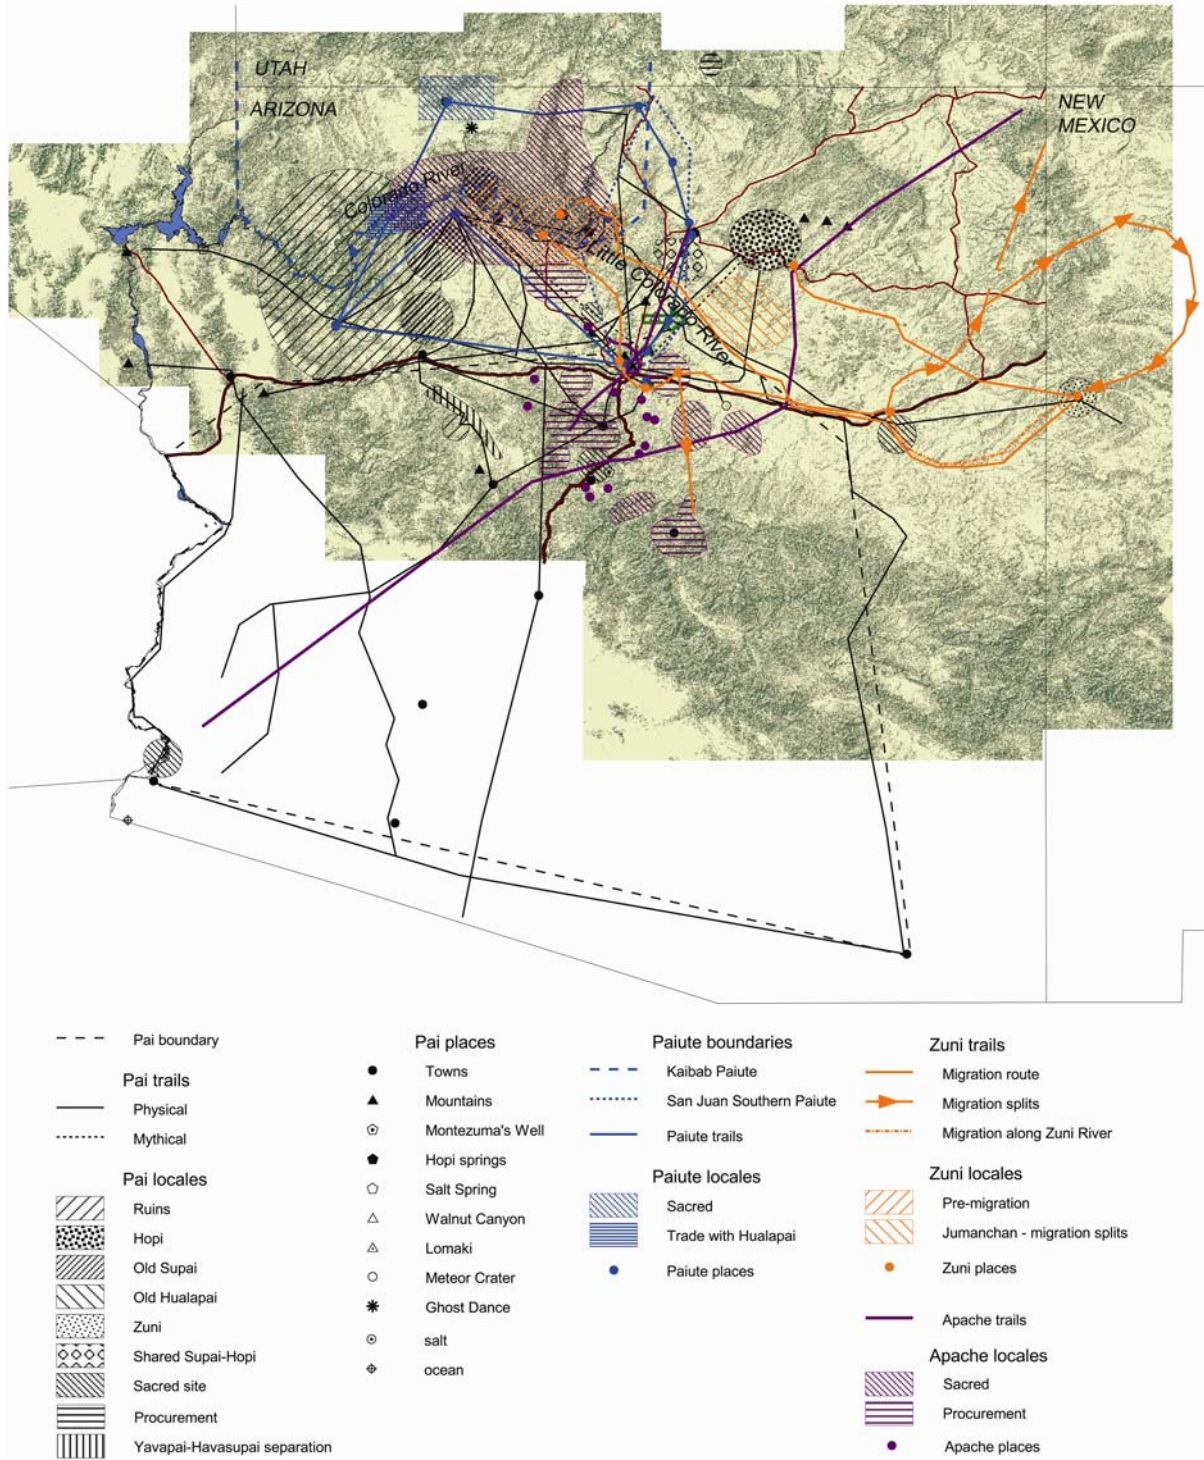 UTAH
ARIZONA
NEW
MEXICO
Colorado River
Little Colorado River
Pai boundary
Pai trails
Physical
Mythical
Pai locales
Ruins
Hopi
Old Supai
Old Hualapai
Zuni
Shared Supai-Hopi
Sacred site
Procurement
Yavapai-Havasupai separation
Pai places
Towns
Mountains
Montezuma's Well
Hopi springs
Salt Spring
Walnut Canyon
Lomaki
Meteor Crater
Ghost Dance
salt
ocean
Paiute boundaries
Kaibab Paiute
San Juan Southern Paiute
Paiute trails
Paiute locales
Sacred
Trade with Hualapai
Paiute places
Zuni trails
Migration route
Migration splits
Migration along Zuni River
Zuni locales
Pre-migration
Jumanchan - migration splits
Zuni places
Apache trails
Apache locales
Sacred
Procurement
Apache places